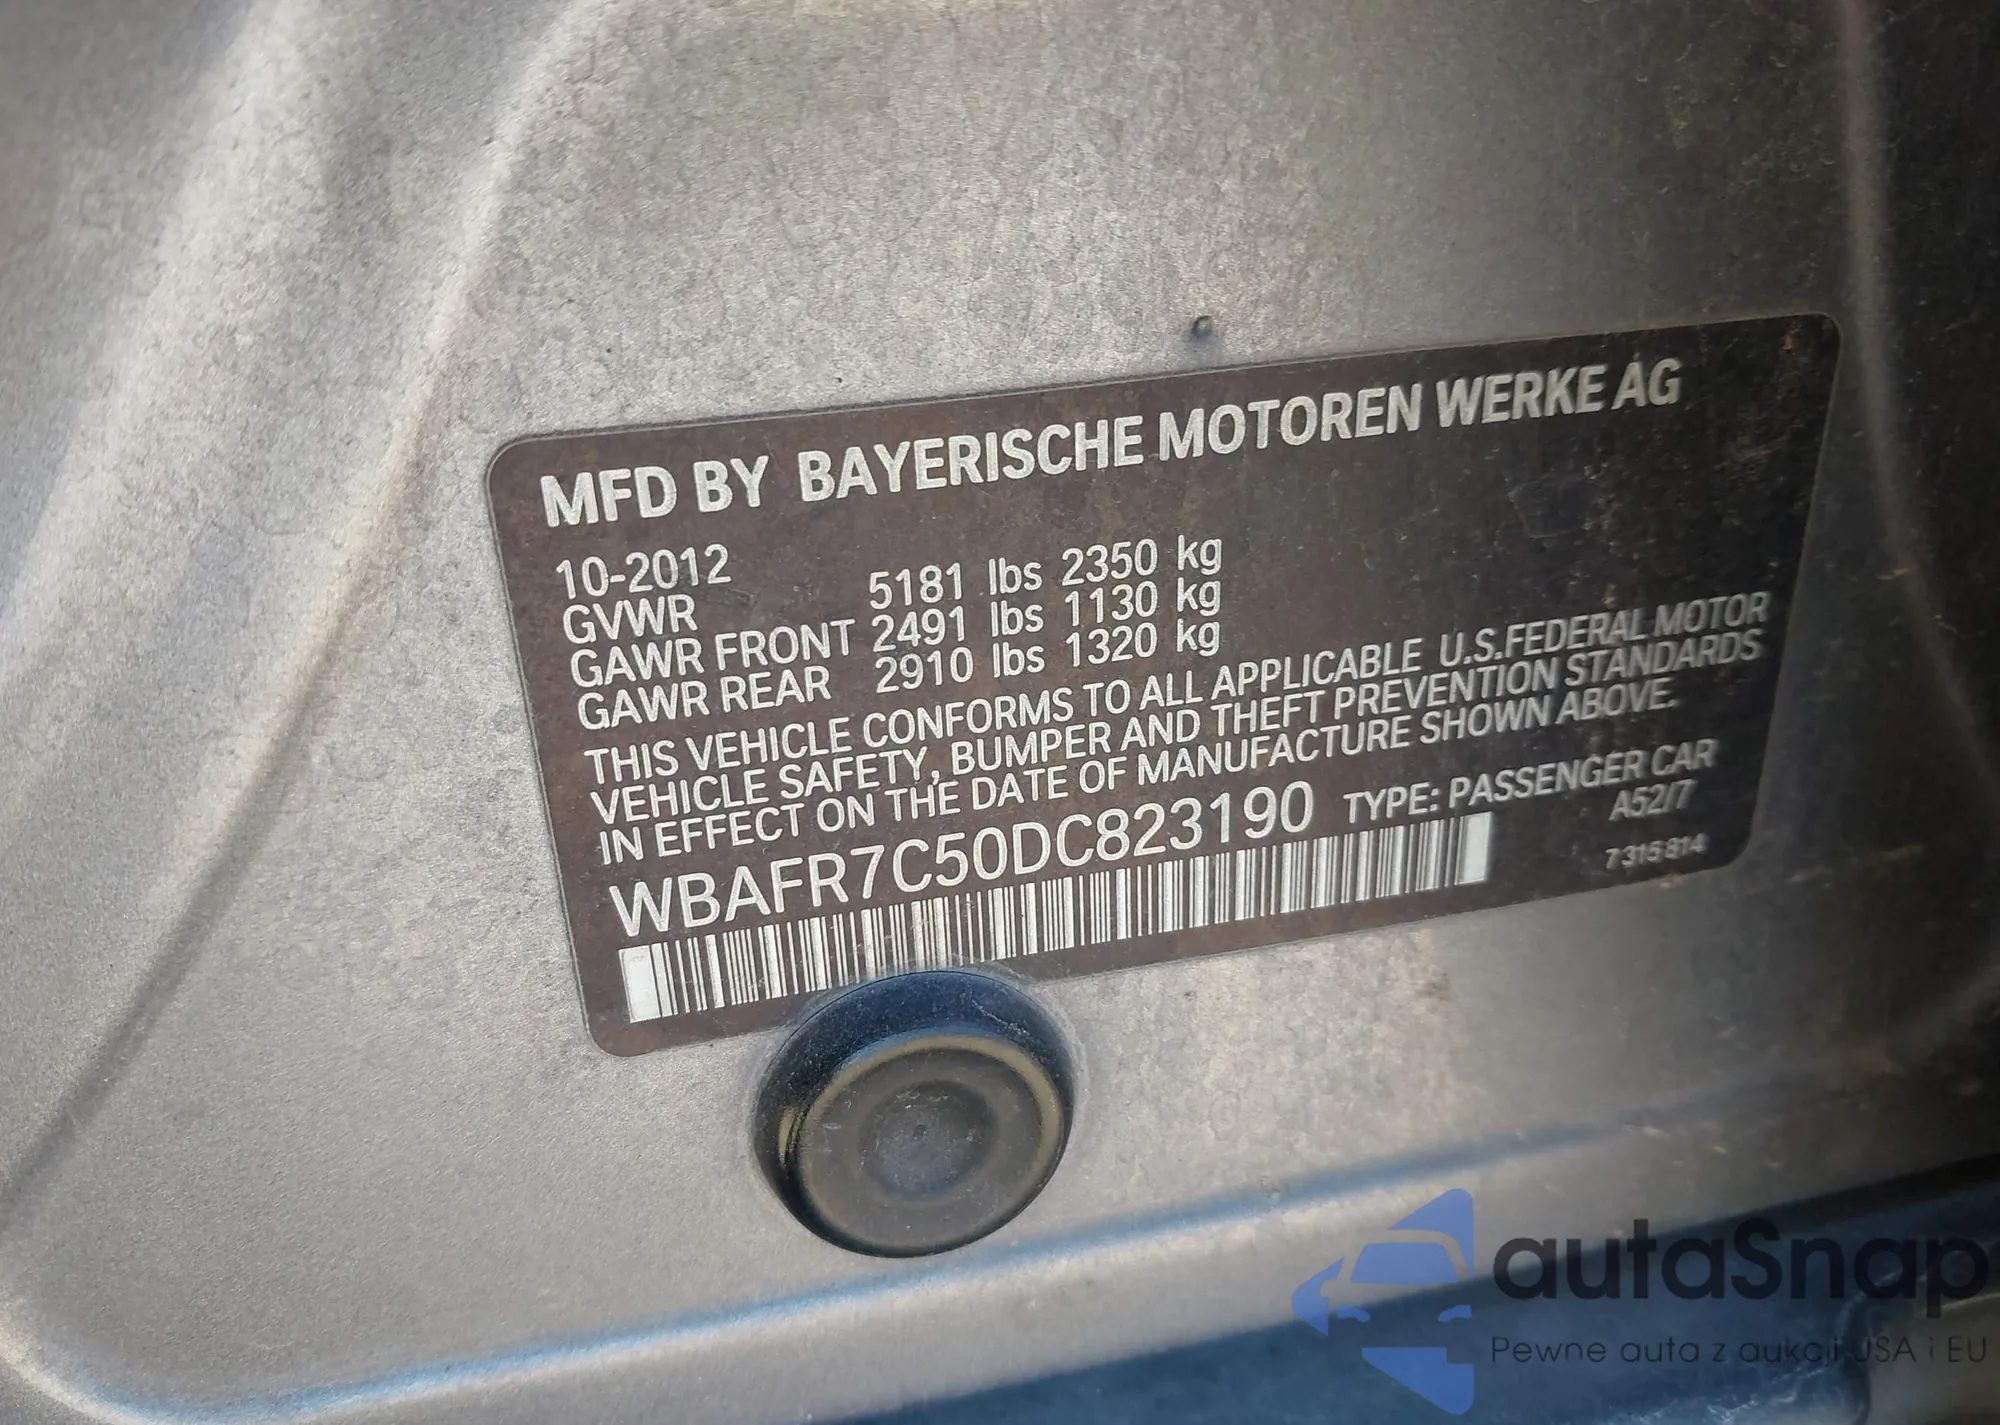 MFD BY BAYERISCHE MOTOREN WERKE AG
10-2012
GVWR 5181 lbs 2350 kg
GAWR FRONT 2491 lbs 1130 kg
GAWR REAR 2910 lbs 1320 kg
THIS VEHICLE CONFORMS TO ALL APPLICABLE U.S.FEDERAL MOTOR
VEHICLE SAFETY, BUMPER AND THEFT PREVENTION STANDARDS
IN EFFECT ON THE DATE OF MANUFACTURE SHOWN ABOVE.
WBAFR7C50DC823190 TYPE: PASSENGER CAR
A52/7
7 315 814
autaSnap
Pewne auta z aukcji USA i EU